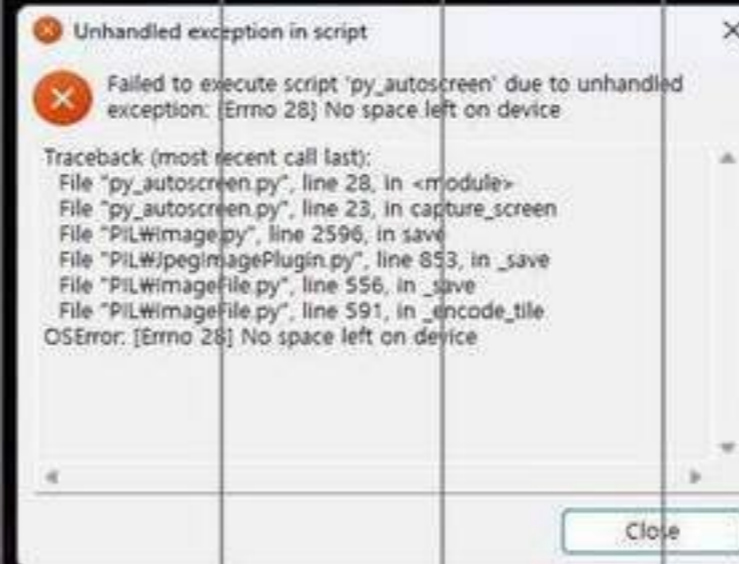 Unhandled exception in script
Failed to execute script 'py_autoscreen' due to unhandled
exception: [Errno 28] No space left on device
Traceback (most recent call last):
File "py_autoscreen.py", line 28, in <module>
File "py_autoscreen.py", line 23, in capture_screen
File "PIL₩Image.py", line 2596, in save
File "PIL₩JpegImagePlugin.py", line 853, in _save
File "PIL₩ImageFile.py", line 556, in _save
File "PIL₩ImageFile.py", line 591, in _encode_tile
OSError: [Errno 28] No space left on device
Close